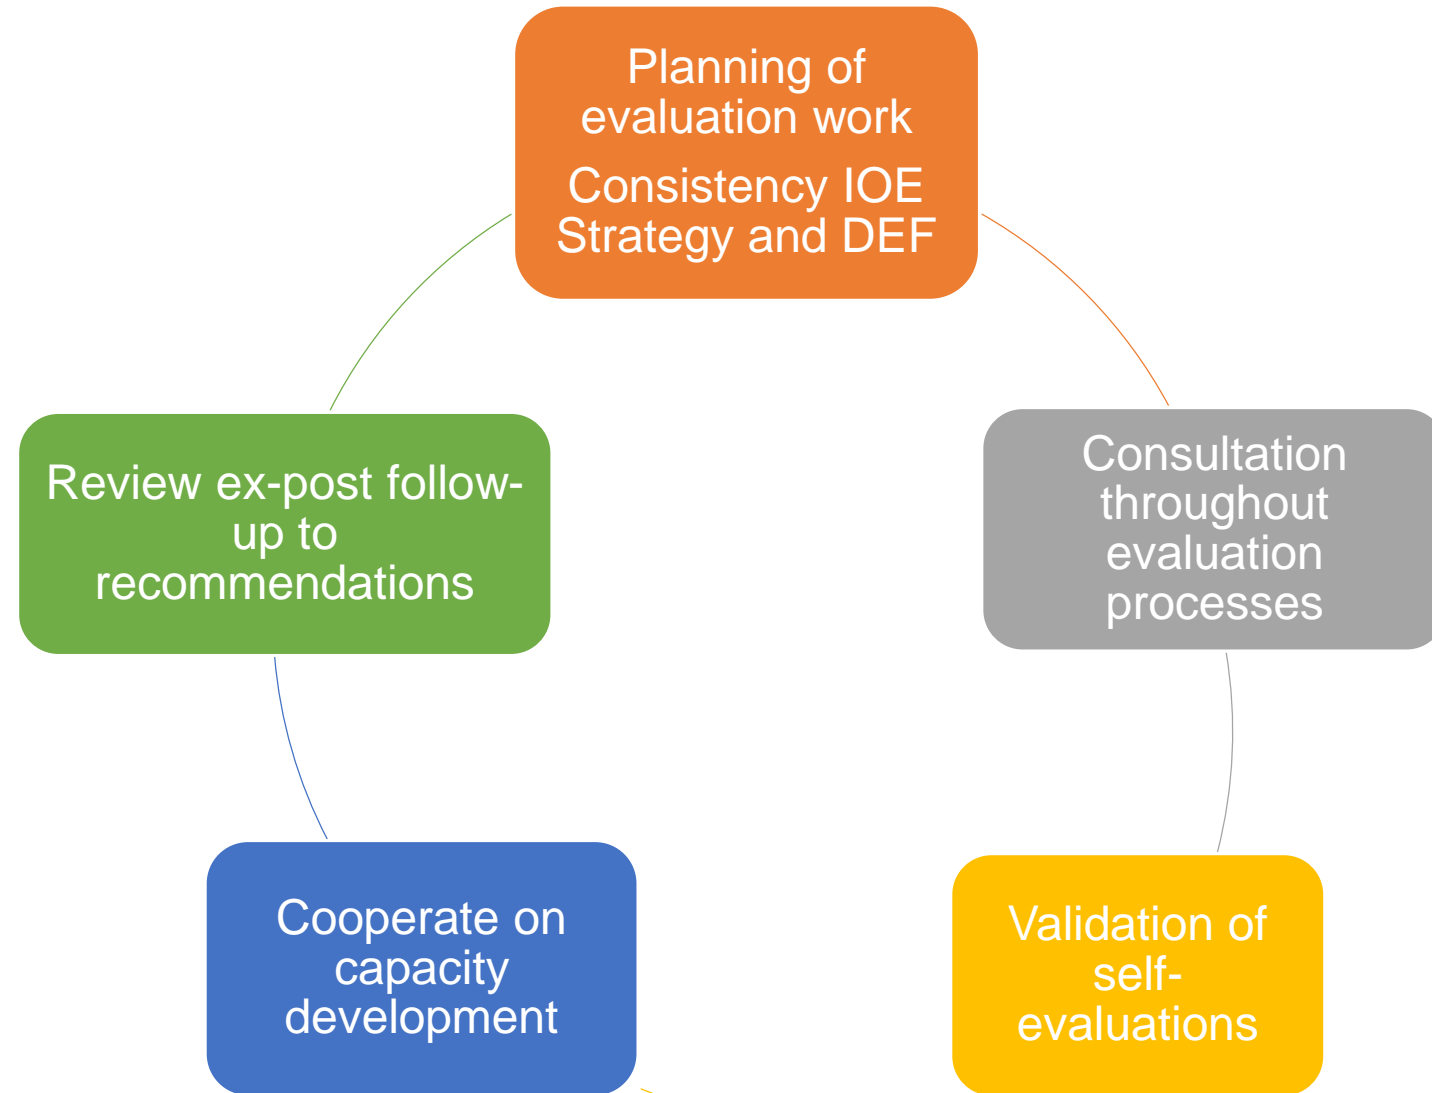 Planning of
evaluation work
Consistency IOE
Strategy and DEF
Review ex-post follow-
up to
recommendations
Consultation
throughout
evaluation
processes
Cooperate on
capacity
development
Validation of
self-
evaluations